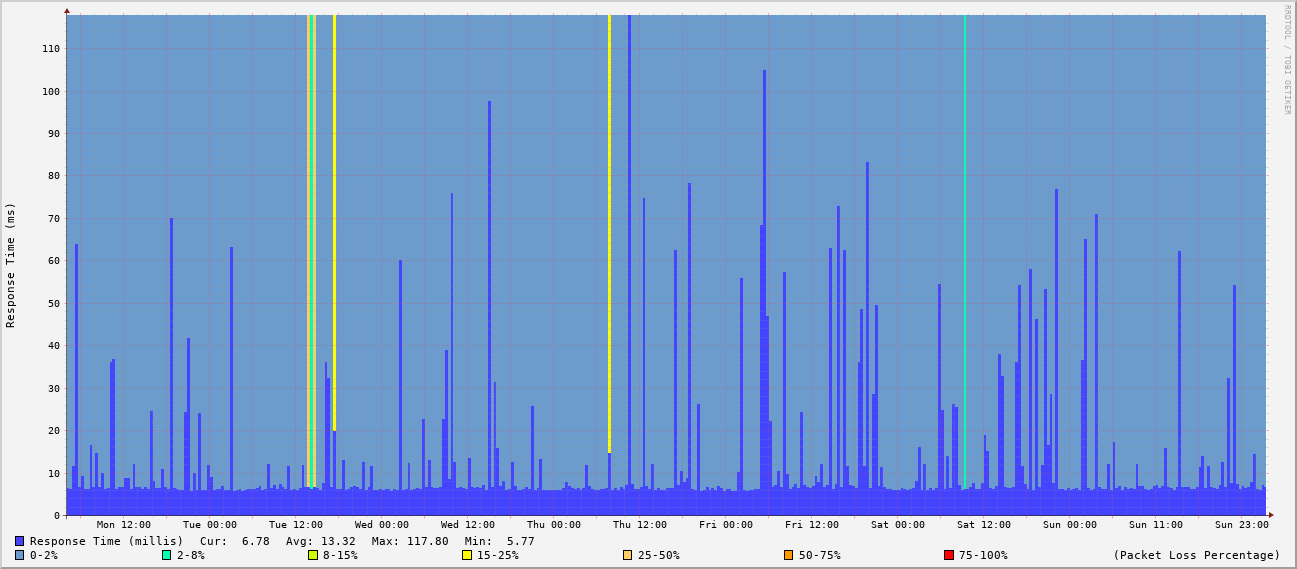 RRDTOOL / TOBI OETIKER
Response Time (ms)
110
100
90
80
70
60
50
40
30
20
10
0
Mon 12:00 Tue 00:00 Tue 12:00 Wed 00:00 Wed 12:00 Thu 00:00 Thu 12:00 Fri 00:00 Fri 12:00 Sat 00:00 Sat 12:00 Sun 00:00 Sun 11:00 Sun 23:00
Response Time (millis) Cur: 6.78 Avg: 13.32 Max: 117.80 Min: 5.77
0-2% 2-8% 8-15% 15-25% 25-50% 50-75% 75-100% (Packet Loss Percentage)